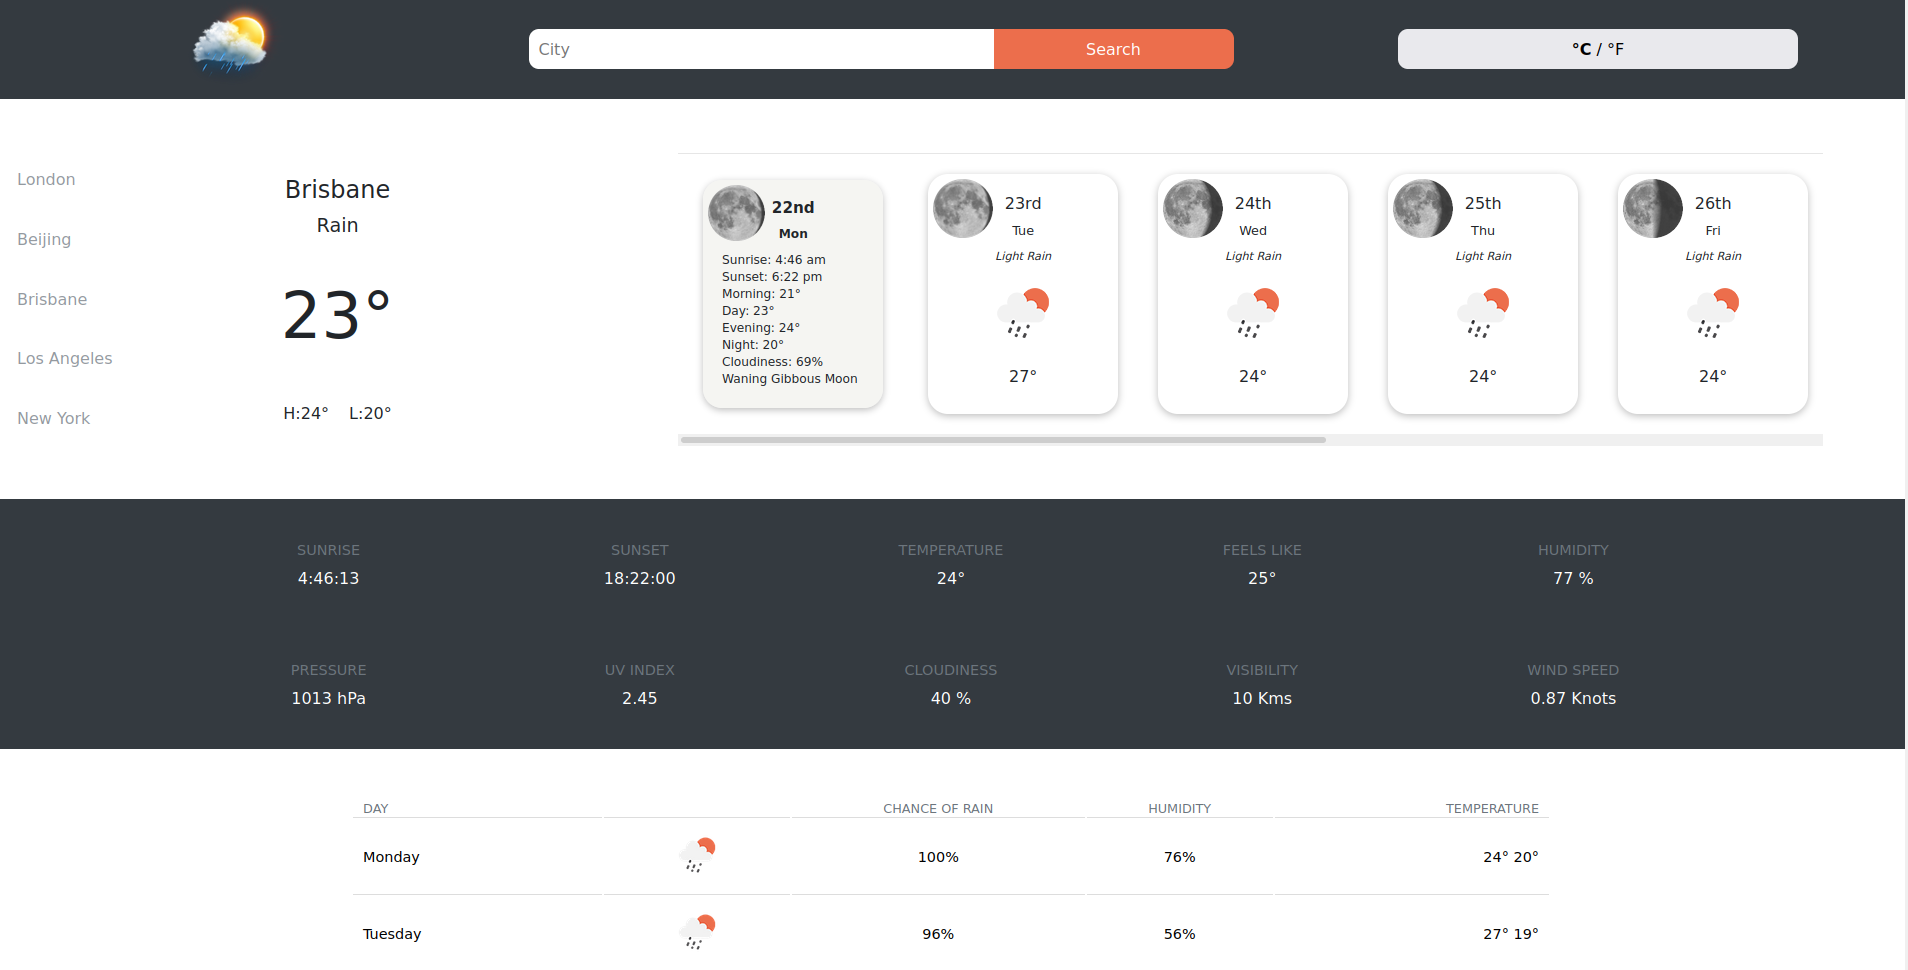 City
Search
°C / °F
London
Beijing
Brisbane
Los Angeles
New York
Brisbane
Rain
23°
H:24° L:20°
22nd
Mon
Sunrise: 4:46 am
Sunset: 6:22 pm
Morning: 21°
Day: 23°
Evening: 24°
Night: 20°
Cloudiness: 69%
Waning Gibbous Moon
23rd
Tue
Light Rain
27°
24th
Wed
Light Rain
24°
25th
Thu
Light Rain
24°
26th
Fri
Light Rain
24°
SUNRISE
4:46:13
SUNSET
18:22:00
TEMPERATURE
24°
FEELS LIKE
25°
HUMIDITY
77 %
PRESSURE
1013 hPa
UV INDEX
2.45
CLOUDINESS
40 %
VISIBILITY
10 Kms
WIND SPEED
0.87 Knots
DAY CHANCE OF RAIN HUMIDITY TEMPERATURE
Monday 100% 76% 24° 20°
Tuesday 96% 56% 27° 19°